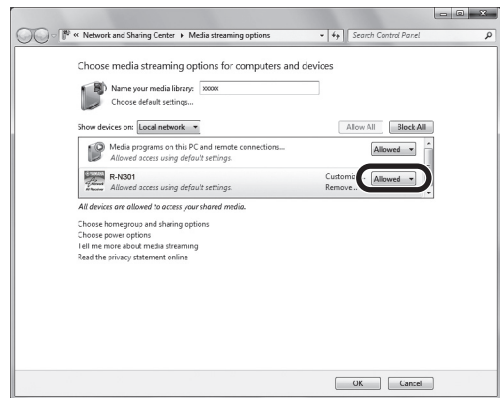 « Network and Sharing Center ▸ Media streaming options
Search Control Panel
Choose media streaming options for computers and devices
Name your media library: xxxxx
Choose default settings...
Show devices on: Local network
Allow All
Block All
Media programs on this PC and remote connections...
Allowed access using default settings.
Allowed
R-N301
Allowed access using default settings.
Customize
Remove...
Allowed
All devices are allowed to access your shared media.
Choose homegroup and sharing options
Choose power options
Tell me more about media streaming
Read the privacy statement online
OK
Cancel